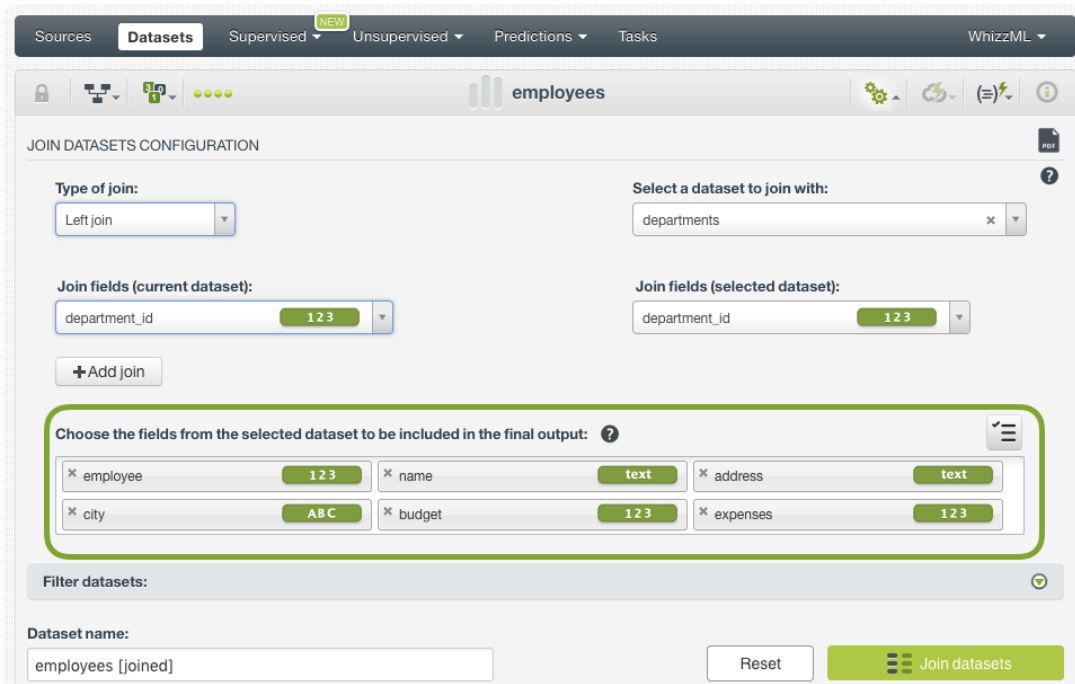 NEW
Sources Datasets Supervised Unsupervised Predictions Tasks WhizzML
employees
JOIN DATASETS CONFIGURATION
PDF
?
Type of join: Select a dataset to join with:
Left join departments
Join fields (current dataset): Join fields (selected dataset):
department_id 123 department_id 123
+Add join
Choose the fields from the selected dataset to be included in the final output: ?
employee 123 name text address text
city ABC budget 123 expenses 123
Filter datasets:
Dataset name:
employees [joined] Reset Join datasets